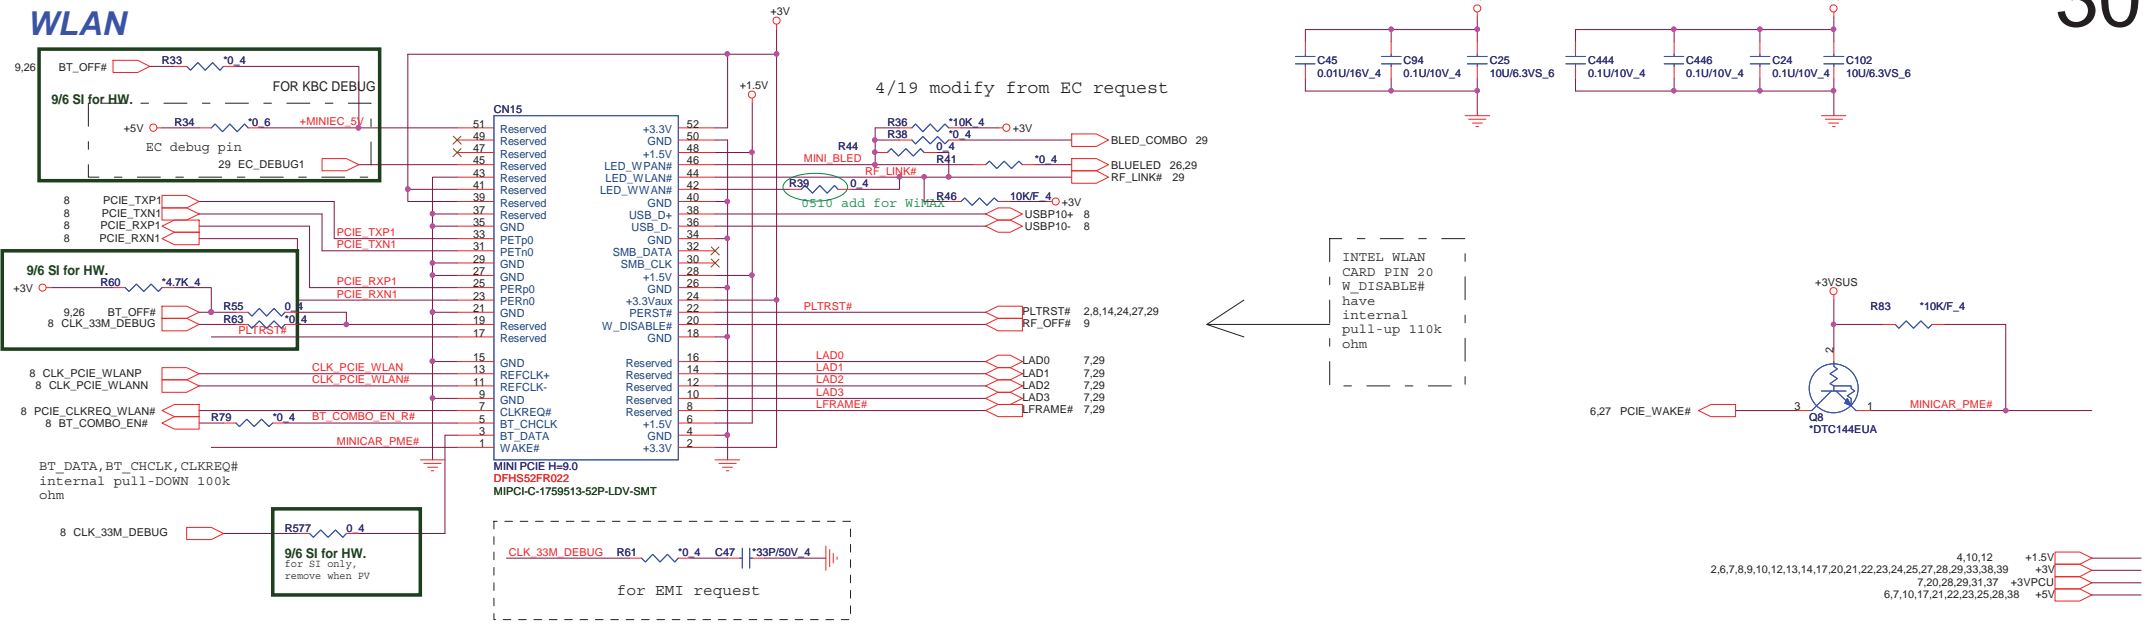 WLAN
30
+3V
9,26 BT_OFF# R33 *0_4
FOR KBC DEBUG
9/6 SI for HW.
+5V R34 *0_6 +MINIEC_5V
EC debug pin
29 EC_DEBUG1
+1.5V
4/19 modify from EC request
C45
0.01U/16V_4
C94
0.1U/10V_4
C25
10U/6.3VS_6
C444
0.1U/10V_4
C446
0.1U/10V_4
C24
0.1U/10V_4
C102
10U/6.3VS_6
CN15
51 Reserved +3.3V 52
49 Reserved GND 50
47 Reserved +1.5V 48
45 Reserved LED_WPAN# 46
43 Reserved LED_WLAN# 44
41 Reserved LED_WWAN# 42
39 Reserved GND 40
37 Reserved USB_D+ 38
35 GND USB_D- 36
33 PETp0 GND 34
31 PETn0 SMB_DATA 32
29 GND SMB_CLK 30
27 GND +1.5V 28
25 PERp0 GND 26
23 PERn0 +3.3Vaux 24
21 GND PERST# 22
19 Reserved W_DISABLE# 20
17 Reserved GND 18
15 GND Reserved 16
13 REFCLK+ Reserved 14
11 REFCLK- Reserved 12
9 GND Reserved 10
7 CLKREQ# Reserved 8
5 BT_CHCLK +1.5V 6
3 BT_DATA GND 4
1 WAKE# +3.3V 2
MINI PCIE H=9.0
DFHS52FR022
MIPCI-C-1759513-52P-LDV-SMT
R36 *10K_4 +3V
R38 *0_4 BLED_COMBO 29
R44 0_4
MINI_BLED R41 *0_4 BLUELED 26,29
RF_LINK# RF_LINK# 29
R39 0_4
R46 10K/F_4 +3V
0510 add for WiMAX
USBP10+ 8
USBP10- 8
8 PCIE_TXP1
8 PCIE_TXN1
8 PCIE_RXP1
8 PCIE_RXN1
PCIE_TXP1
PCIE_TXN1
PCIE_RXP1
PCIE_RXN1
9/6 SI for HW.
+3V R60 *4.7K_4
9,26 BT_OFF# R55 0_4
8 CLK_33M_DEBUG R63 *0_4
PLTRST#
PLTRST# PLTRST# 2,8,14,24,27,29
RF_OFF# 9
INTEL WLAN
CARD PIN 20
W_DISABLE#
have
internal
pull-up 110k
ohm
+3VSUS
R83 *10K/F_4
2
3 1
Q8
*DTC144EUA
6,27 PCIE_WAKE#
MINICAR_PME#
LAD0 LAD0 7,29
LAD1 LAD1 7,29
LAD2 LAD2 7,29
LAD3 LAD3 7,29
LFRAME# LFRAME# 7,29
8 CLK_PCIE_WLANP CLK_PCIE_WLAN
8 CLK_PCIE_WLANN CLK_PCIE_WLAN#
8 PCIE_CLKREQ_WLAN#
8 BT_COMBO_EN# R79 *0_4 BT_COMBO_EN_R#
MINICAR_PME#
BT_DATA,BT_CHCLK,CLKREQ#
internal pull-DOWN 100k
ohm
8 CLK_33M_DEBUG R577 0_4
9/6 SI for HW.
for SI only,
remove when PV
CLK_33M_DEBUG R61 *0_4 C47 *33P/50V_4
for EMI request
4,10,12 +1.5V
2,6,7,8,9,10,12,13,14,17,20,21,22,23,24,25,27,28,29,33,38,39 +3V
7,20,28,29,31,37 +3VPCU
6,7,10,17,21,22,23,25,28,38 +5V